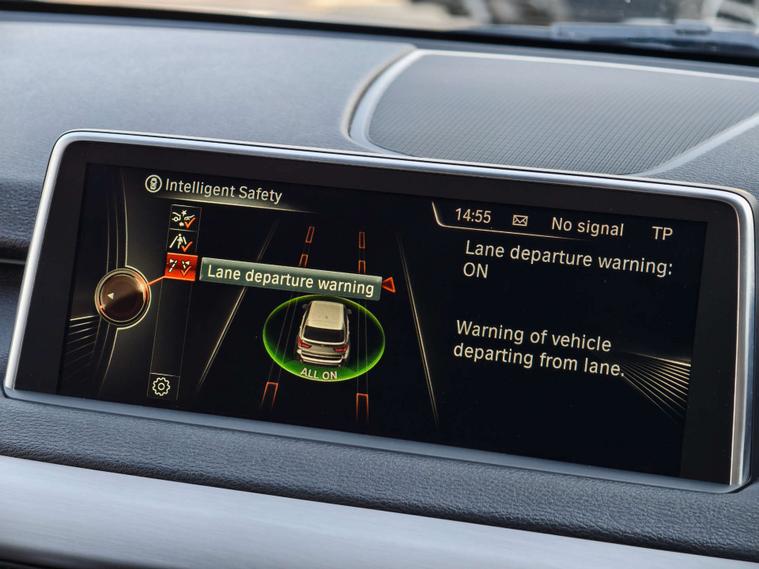 Intelligent Safety
14:55 No signal TP
Lane departure warning:
ON
Lane departure warning
Warning of vehicle
departing from lane.
ALL ON